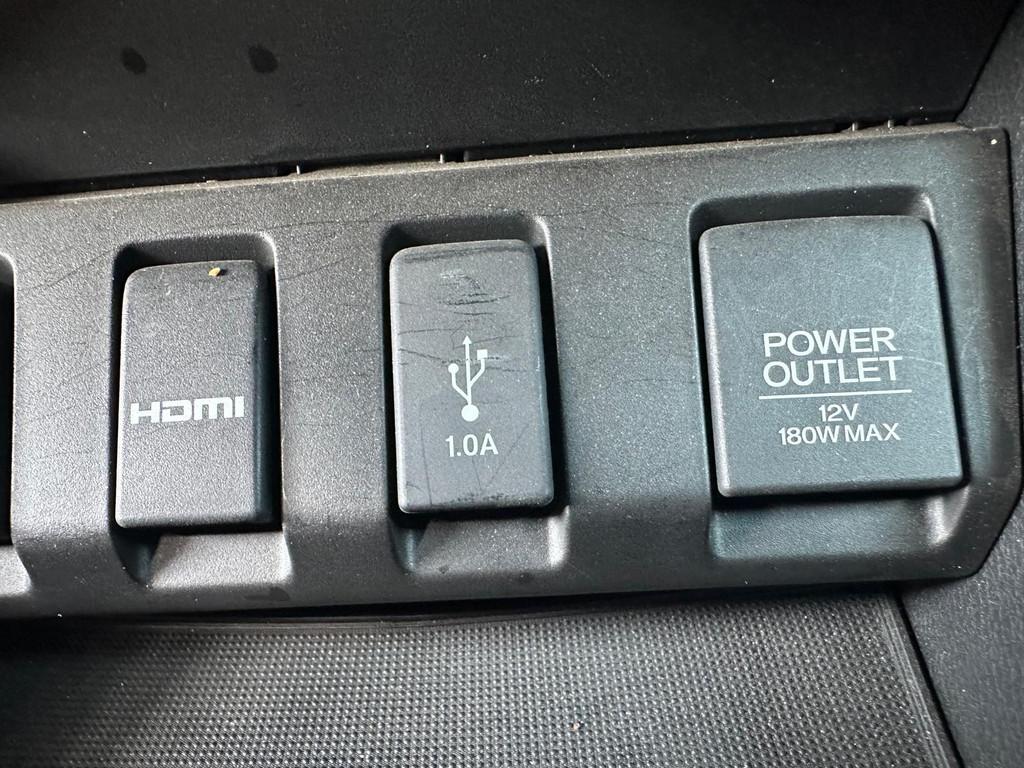 HDMI
1.0A
POWER
OUTLET
12V
180W MAX